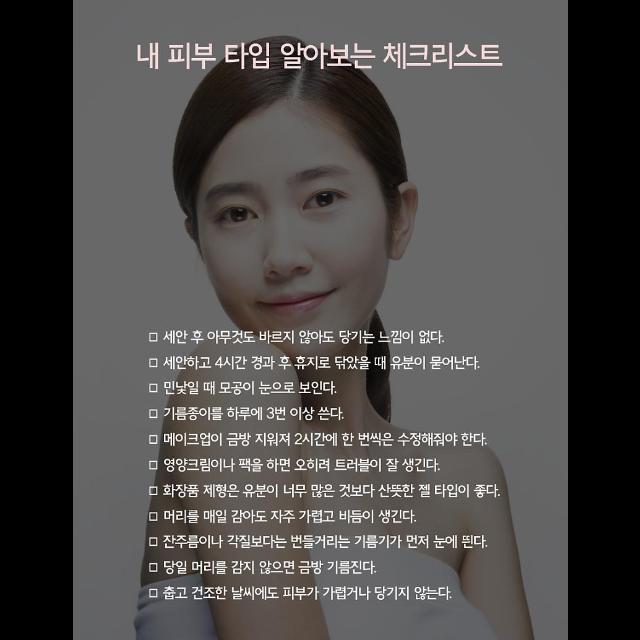 내 피부 타입 알아보는 체크리스트
□ 세안 후 아무것도 바르지 않아도 당기는 느낌이 없다.
□ 세안하고 4시간 경과 후 휴지로 닦았을 때 유분이 묻어난다.
□ 민낯일 때 모공이 눈으로 보인다.
□ 기름종이를 하루에 3번 이상 쓴다.
□ 메이크업이 금방 지워져 2시간에 한 번씩은 수정해줘야 한다.
□ 영양크림이나 팩을 하면 오히려 트러블이 잘 생긴다.
□ 화장품 제형은 유분이 너무 많은 것보다 산뜻한 젤 타입이 좋다.
□ 머리를 매일 감아도 자주 가렵고 비듬이 생긴다.
□ 잔주름이나 각질보다는 번들거리는 기름기가 먼저 눈에 띈다.
□ 당일 머리를 감지 않으면 금방 기름진다.
□ 춥고 건조한 날씨에도 피부가 가렵거나 당기지 않는다.